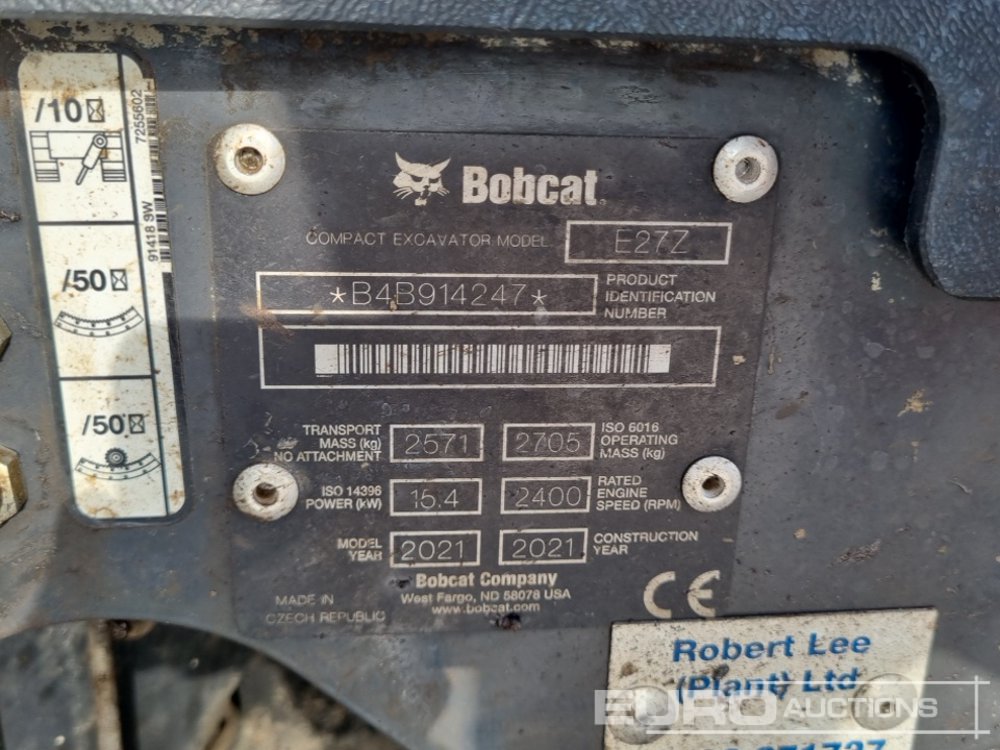 /10
/50
/50
7255602
91418 SW
Bobcat
COMPACT EXCAVATOR MODEL E27Z
*B4B914247*
PRODUCT
IDENTIFICATION
NUMBER
TRANSPORT
MASS (kg)
NO ATTACHMENT
2571
2705
ISO 6016
OPERATING
MASS (kg)
ISO 14396
POWER (kW)
15.4
2400
RATED
ENGINE
SPEED (RPM)
MODEL
YEAR
2021
2021
CONSTRUCTION
YEAR
Bobcat Company
West Fargo, ND 58078 USA
www.bobcat.com
MADE IN
CZECH REPUBLIC
CE
Robert Lee
(Plant) Ltd
EURO AUCTIONS